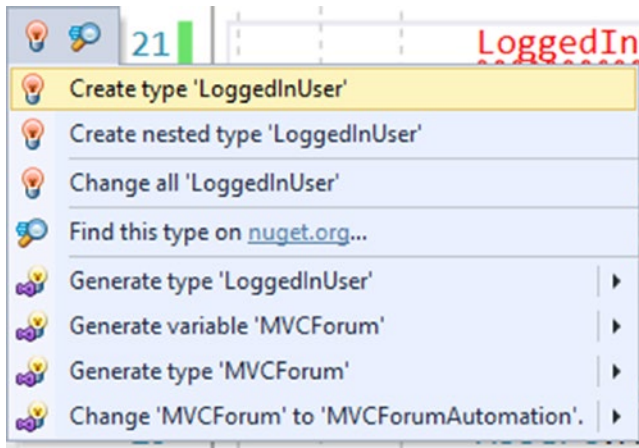 21 LoggedIn
Create type 'LoggedInUser'
Create nested type 'LoggedInUser'
Change all 'LoggedInUser'
Find this type on nuget.org...
Generate type 'LoggedInUser'
Generate variable 'MVCForum'
Generate type 'MVCForum'
Change 'MVCForum' to 'MVCForumAutomation'.